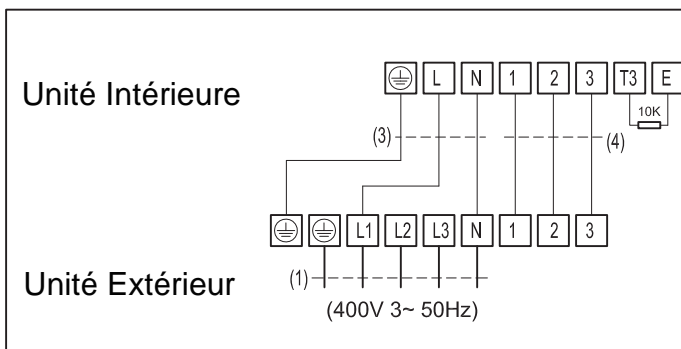 Unité Intérieure
L N 1 2 3 T3 E
10K
(3) (4)
L1 L2 L3 N 1 2 3
Unité Extérieur
(1)
(400V 3~ 50Hz)